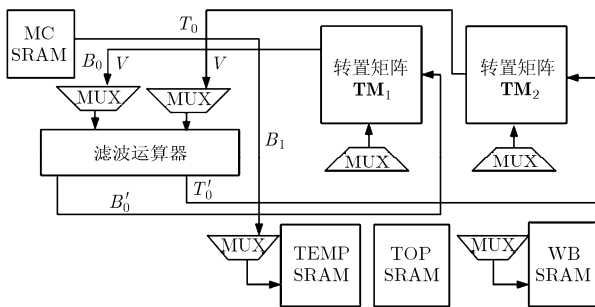 MC
SRAM
T₀
B₀
V
V
转置矩阵
TM₁
转置矩阵
TM₂
MUX
MUX
滤波运算器
B₁
MUX
MUX
B₀′
T₀′
MUX
TEMP
SRAM
TOP
SRAM
MUX
WB
SRAM